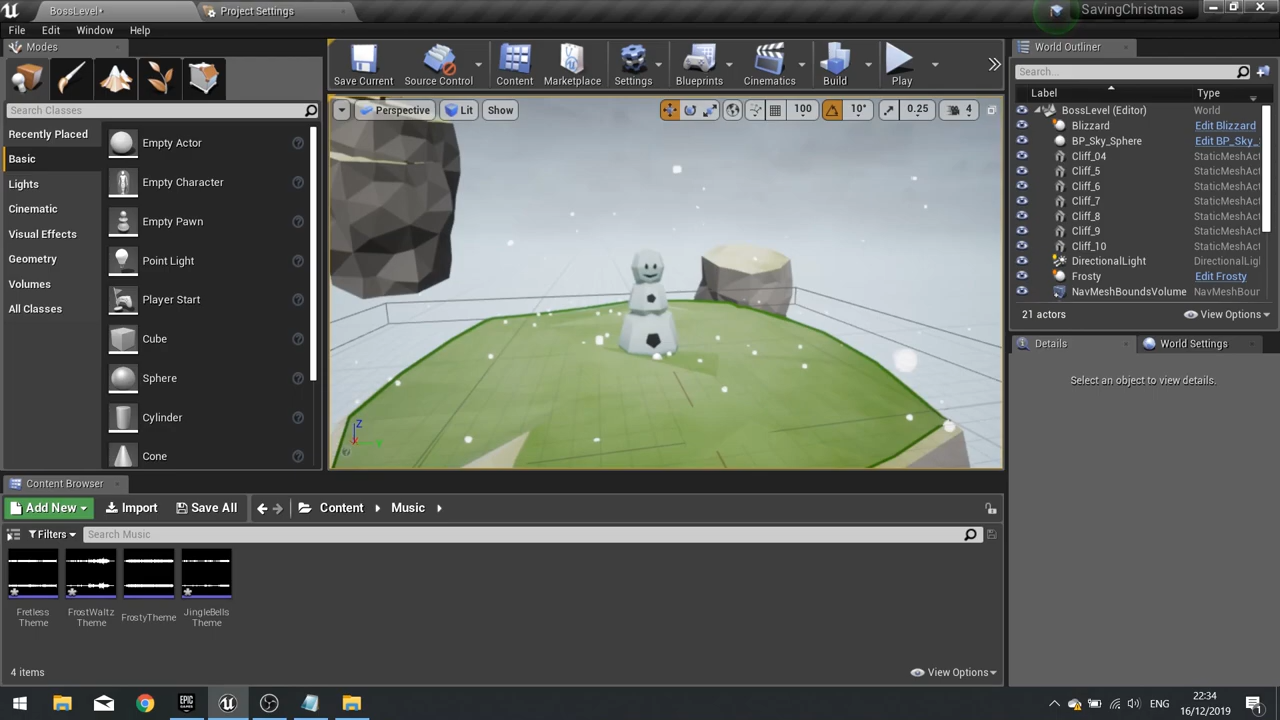 BossLevel*
Project Settings
SavingChristmas
File Edit Window Help
Modes
Search Classes
Recently Placed
Basic
Lights
Cinematic
Visual Effects
Geometry
Volumes
All Classes
Empty Actor
Empty Character
Empty Pawn
Point Light
Player Start
Cube
Sphere
Cylinder
Cone
Save Current
Source Control
Content
Marketplace
Settings
Blueprints
Cinematics
Build
Play
Perspective
Lit
Show
100
10°
0.25
4
Z
World Outliner
Search...
Label Type
BossLevel (Editor) World
Blizzard Edit Blizzard
BP_Sky_Sphere Edit BP_Sky_
Cliff_04 StaticMeshAct
Cliff_5 StaticMeshAct
Cliff_6 StaticMeshAct
Cliff_7 StaticMeshAct
Cliff_8 StaticMeshAct
Cliff_9 StaticMeshAct
Cliff_10 StaticMeshAct
DirectionalLight DirectionalLigh
Frosty Edit Frosty
NavMeshBoundsVolume NavMeshBour
21 actors
View Options
Details
World Settings
Select an object to view details.
Content Browser
Add New
Import
Save All
Content
Music
Filters
Search Music
Fretless
Theme
FrostWaltz
Theme
FrostyTheme
JingleBells
Theme
4 items
View Options
EPIC
GAMES
ENG
22:34
16/12/2019
1